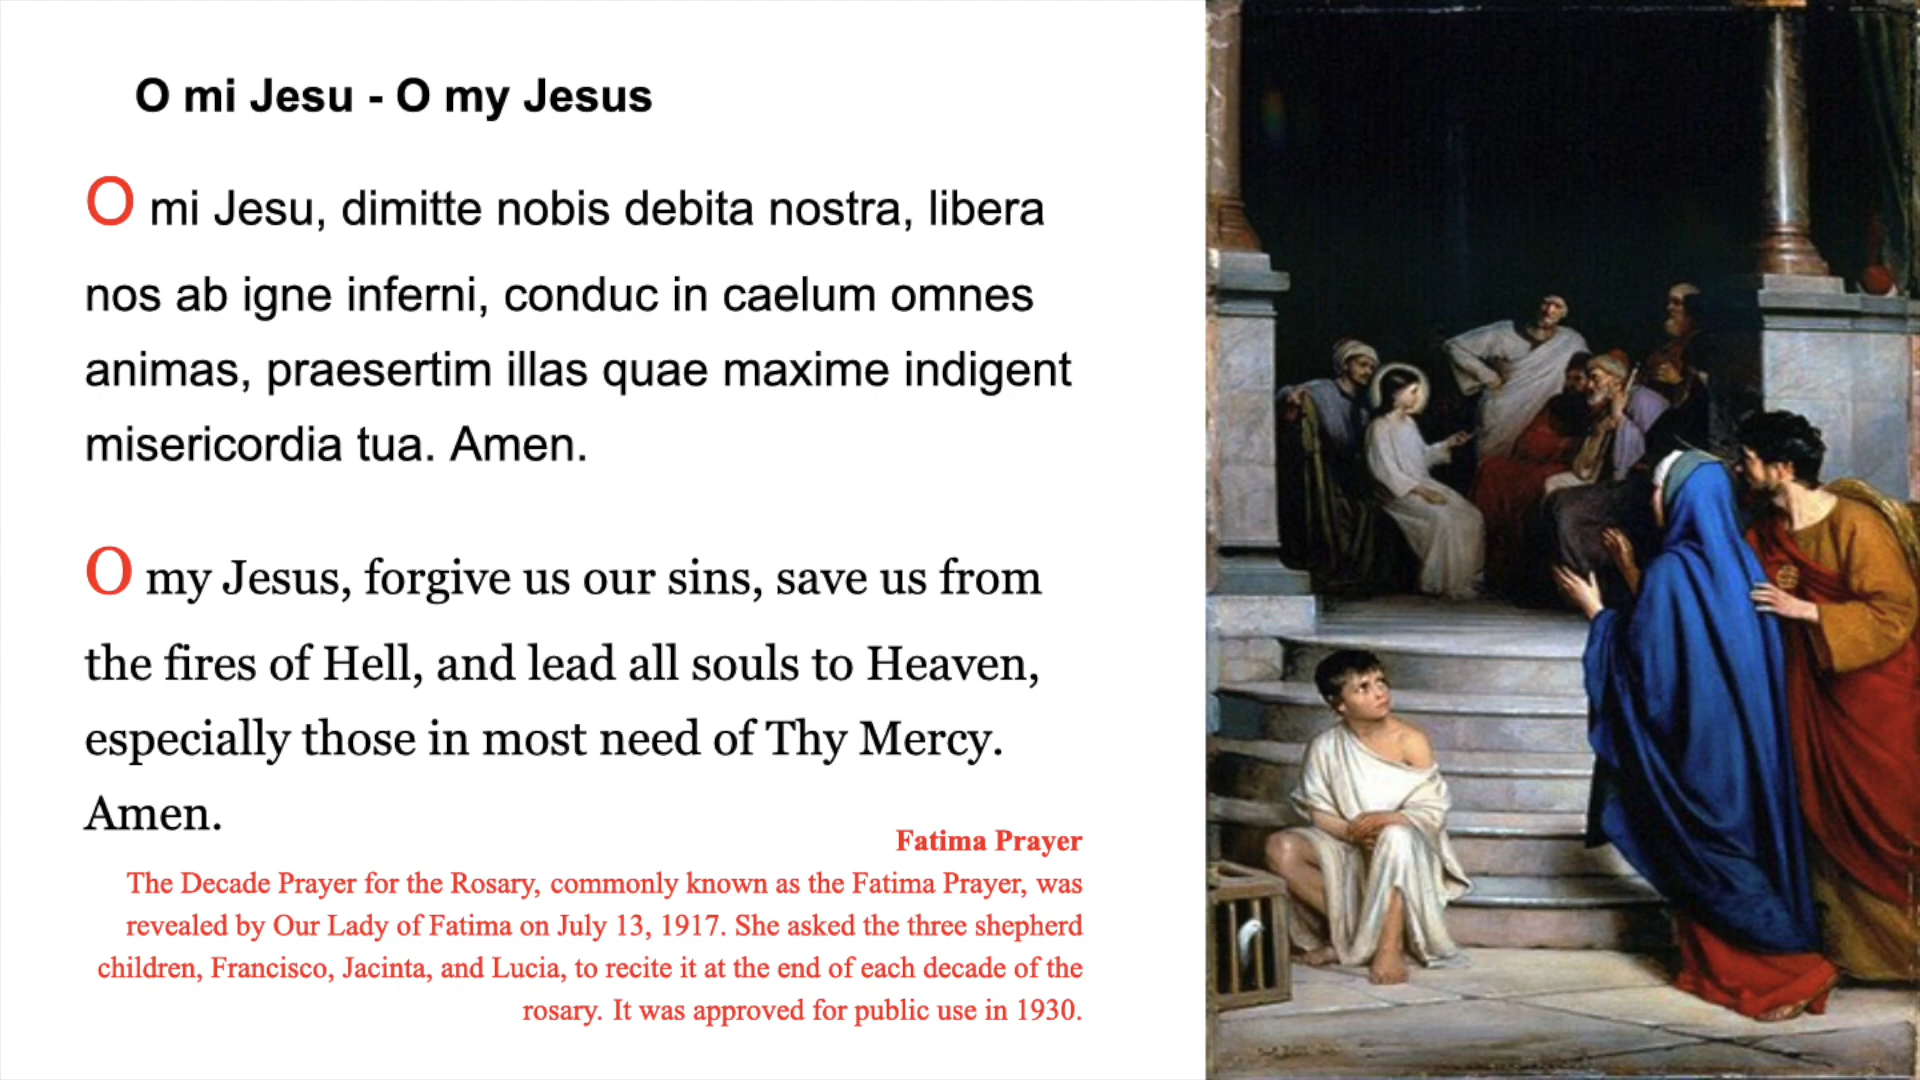 O mi Jesu - O my Jesus
O mi Jesu, dimitte nobis debita nostra, libera
nos ab igne inferni, conduc in caelum omnes
animas, praesertim illas quae maxime indigent
misericordia tua. Amen.
O my Jesus, forgive us our sins, save us from
the fires of Hell, and lead all souls to Heaven,
especially those in most need of Thy Mercy.
Amen.
Fatima Prayer
The Decade Prayer for the Rosary, commonly known as the Fatima Prayer, was
revealed by Our Lady of Fatima on July 13, 1917. She asked the three shepherd
children, Francisco, Jacinta, and Lucia, to recite it at the end of each decade of the
rosary. It was approved for public use in 1930.